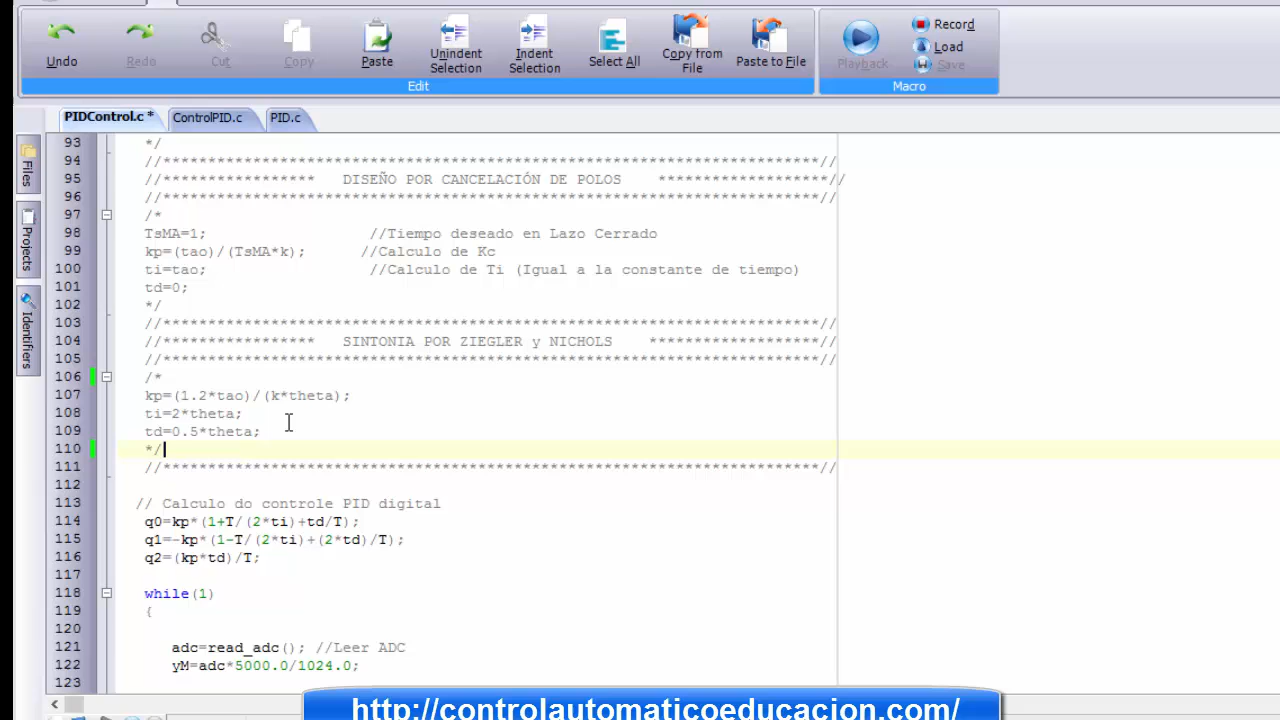 Undo Redo Cut Copy Paste Unindent Selection Indent Selection Select All Copy from File Paste to File Playback Record Load Save
Edit Macro
PIDControl.c * ControlPID.c PID.c
Files
Projects
Identifiers
93 */
94 //*************************************************************************//
95 //***************** DISEÑO POR CANCELACIÓN DE POLOS *******************//
96 //*************************************************************************//
97 /*
98 TsMA=1; //Tiempo deseado en Lazo Cerrado
99 kp=(tao)/(TsMA*k); //Calculo de Kc
100 ti=tao; //Calculo de Ti (Igual a la constante de tiempo)
101 td=0;
102 */
103 //*************************************************************************//
104 //***************** SINTONIA POR ZIEGLER y NICHOLS *******************//
105 //*************************************************************************//
106 /*
107 kp=(1.2*tao)/(k*theta);
108 ti=2*theta;
109 td=0.5*theta;
110 */
111 //*************************************************************************//
112
113 // Calculo do controle PID digital
114 q0=kp*(1+T/(2*ti)+td/T);
115 q1=-kp*(1-T/(2*ti)+(2*td)/T);
116 q2=(kp*td)/T;
117
118 while(1)
119 {
120
121 adc=read_adc(); //Leer ADC
122 yM=adc*5000.0/1024.0;
123
http://controlautomaticoeducacion.com/